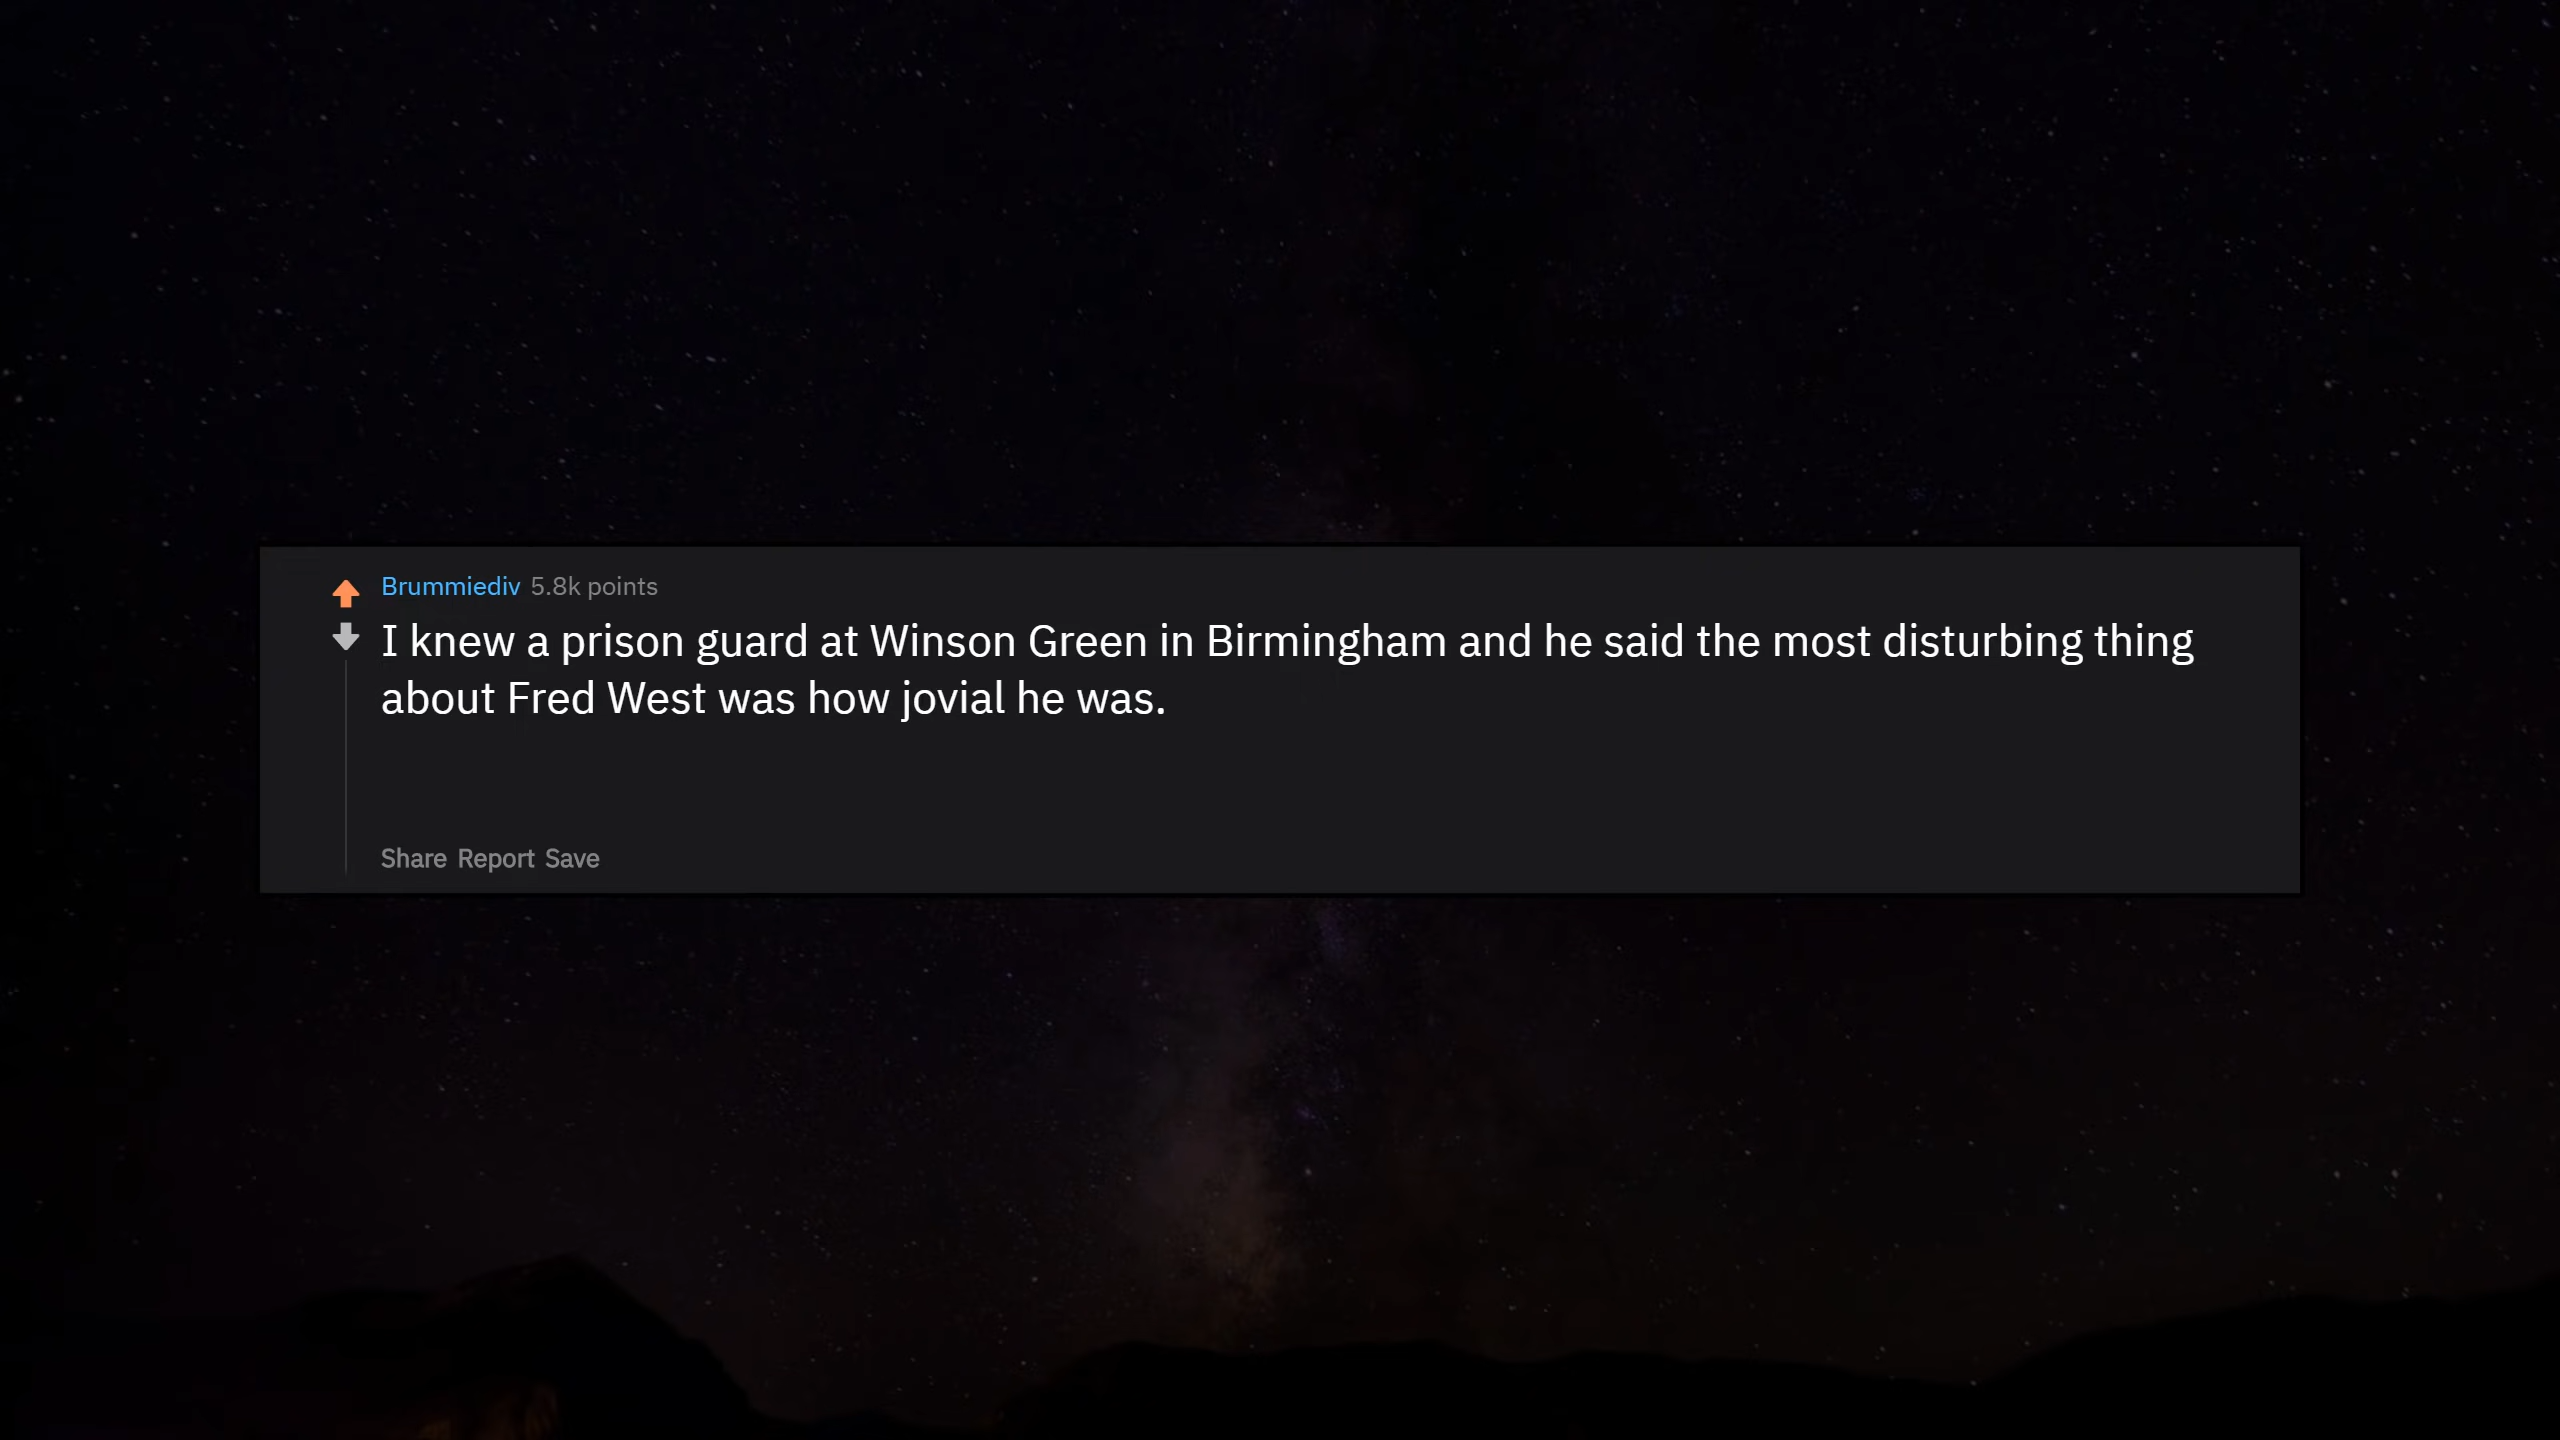 Brummiediv 5.8k points
I knew a prison guard at Winson Green in Birmingham and he said the most disturbing thing
about Fred West was how jovial he was.
Share Report Save